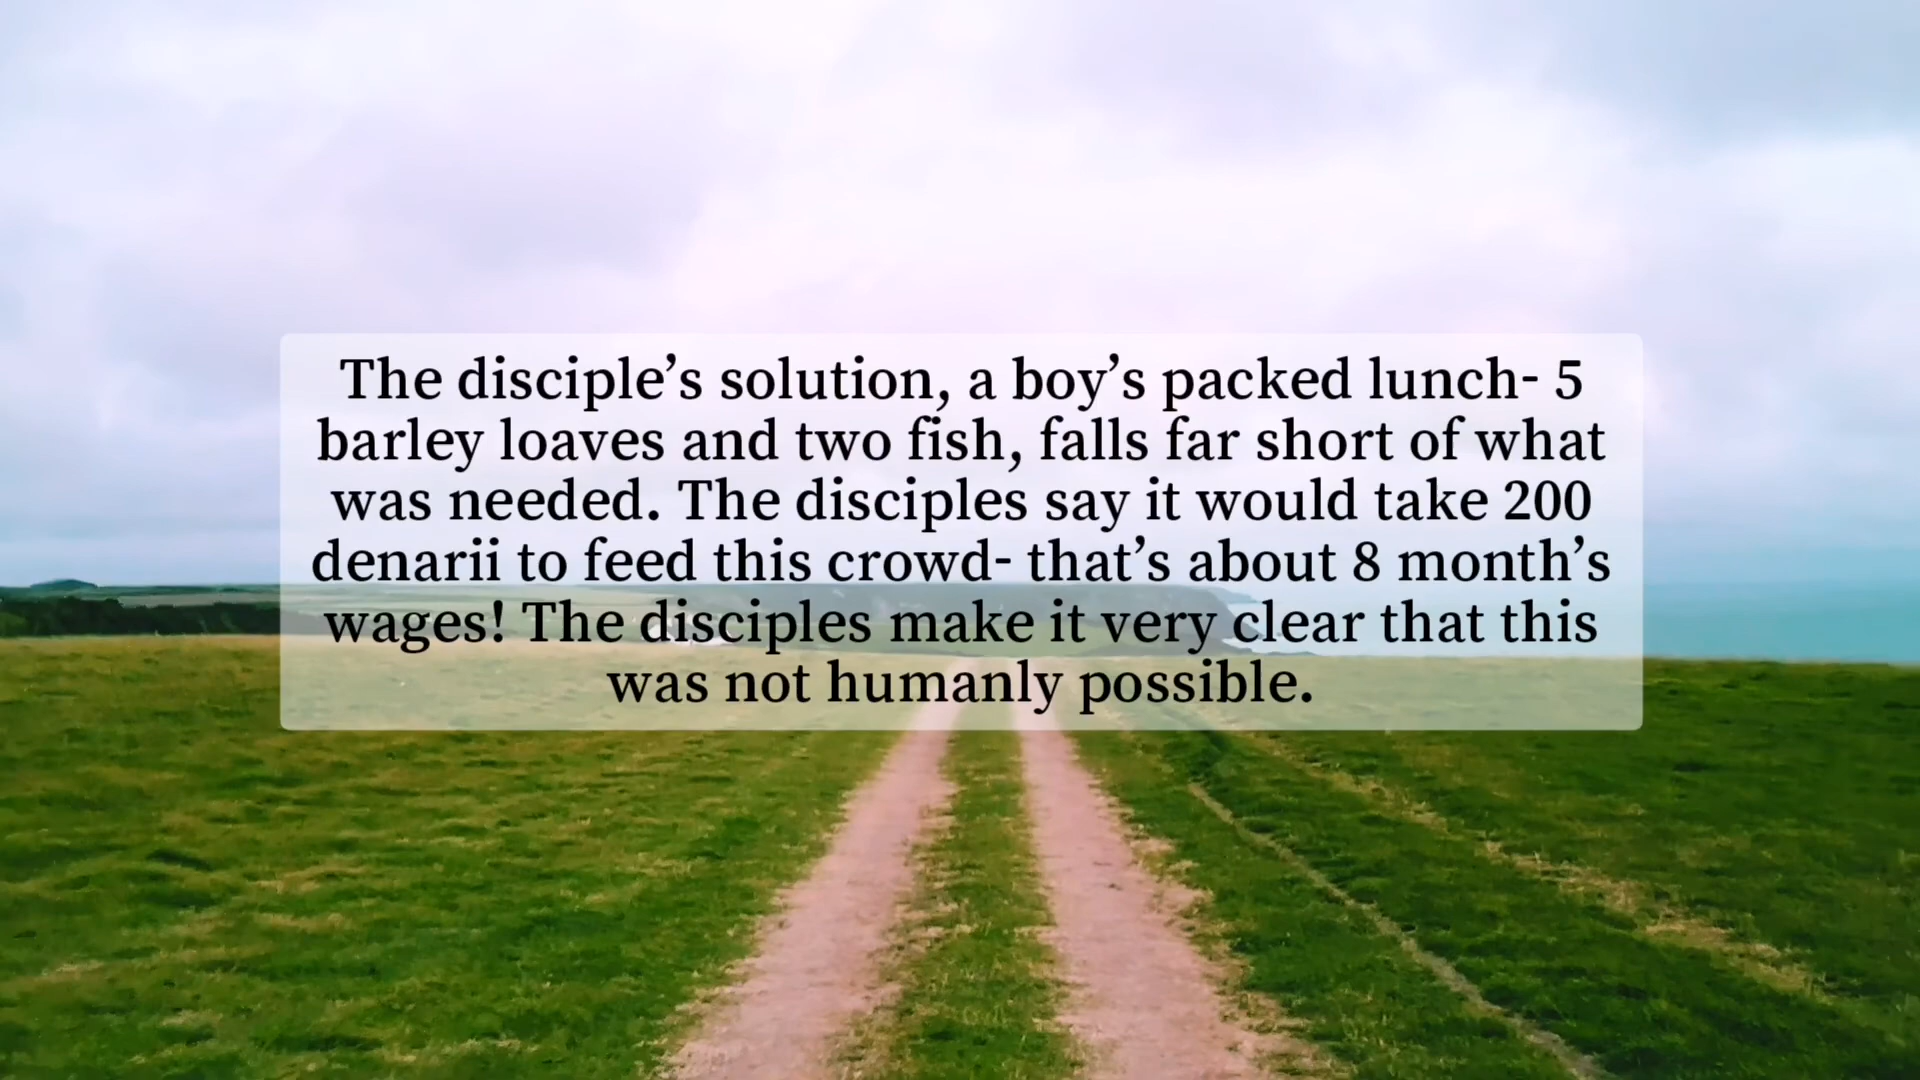 The disciple’s solution, a boy’s packed lunch- 5
barley loaves and two fish, falls far short of what
was needed. The disciples say it would take 200
denarii to feed this crowd- that’s about 8 month’s
wages! The disciples make it very clear that this
was not humanly possible.